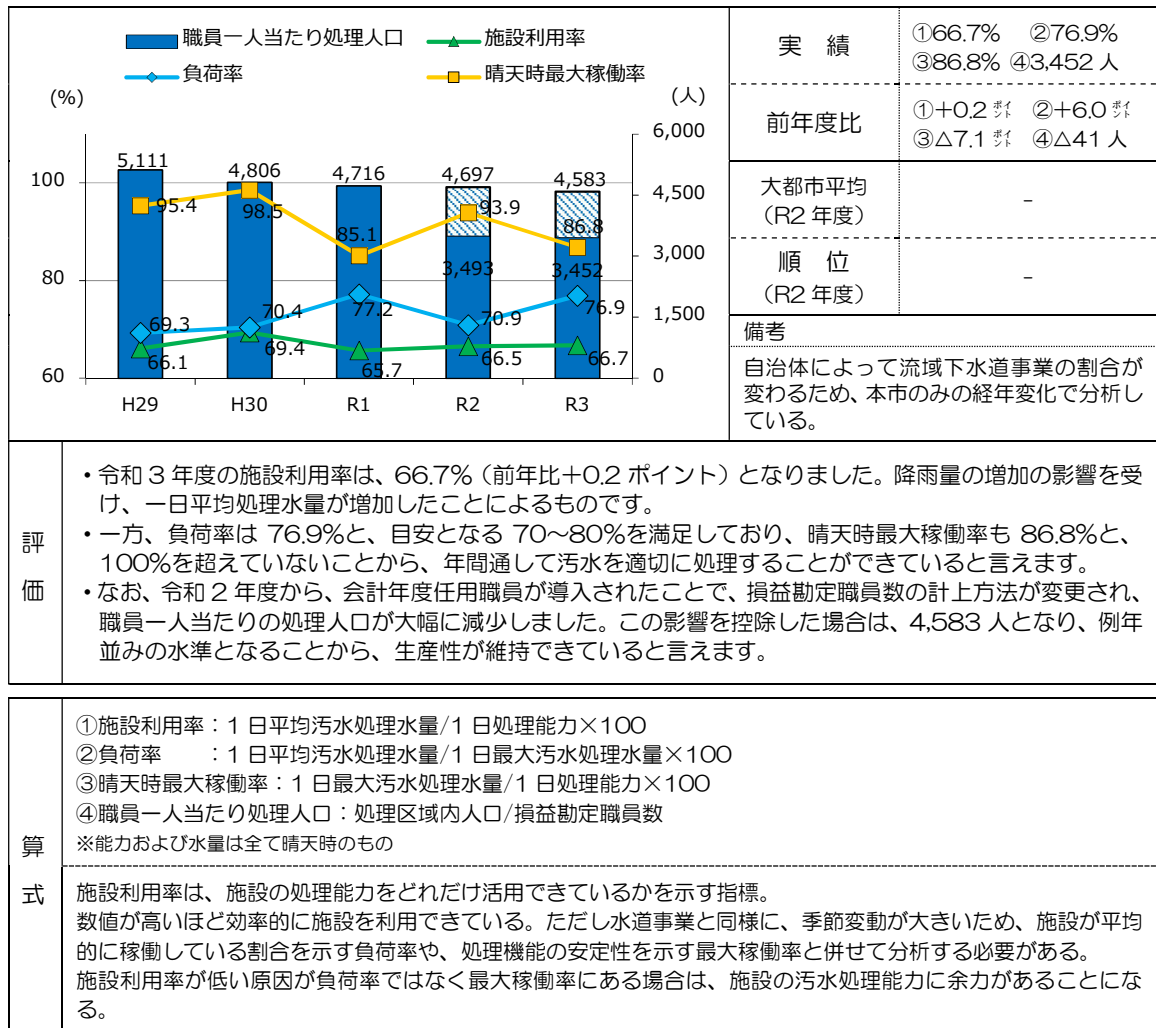 職員一人当たり処理人口
施設利用率
負荷率
晴天時最大稼働率
(%)
(人)
100
80
60
6,000
4,500
3,000
1,500
0
5,111
4,806
4,716
4,697
4,583
95.4
98.5
85.1
93.9
86.8
3,493
3,452
69.3
70.4
77.2
70.9
76.9
66.1
69.4
65.7
66.5
66.7
H29
H30
R1
R2
R3
実 績
①66.7% ②76.9%
③86.8% ④3,452 人
前年度比
①+0.2 ポイント ②+6.0 ポイント
③△7.1 ポイント ④△41 人
大都市平均
(R2 年度)
-
順 位
(R2 年度)
-
備考
自治体によって流域下水道事業の割合が
変わるため、本市のみの経年変化で分析し
ている。
評
価
・令和 3 年度の施設利用率は、66.7%（前年比+0.2 ポイント）となりました。降雨量の増加の影響を受
け、一日平均処理水量が増加したことによるものです。
・一方、負荷率は 76.9%と、目安となる 70～80%を満足しており、晴天時最大稼働率も 86.8%と、
100%を超えていないことから、年間通して汚水を適切に処理することができていると言えます。
・なお、令和 2 年度から、会計年度任用職員が導入されたことで、損益勘定職員数の計上方法が変更され、
職員一人当たりの処理人口が大幅に減少しました。この影響を控除した場合は、4,583 人となり、例年
並みの水準となることから、生産性が維持できていると言えます。
算
式
①施設利用率：1 日平均汚水処理水量/1 日処理能力×100
②負荷率　　：1 日平均汚水処理水量/1 日最大汚水処理水量×100
③晴天時最大稼働率：1 日最大汚水処理水量/1 日処理能力×100
④職員一人当たり処理人口：処理区域内人口/損益勘定職員数
※能力および水量は全て晴天時のもの
施設利用率は、施設の処理能力をどれだけ活用できているかを示す指標。
数値が高いほど効率的に施設を利用できている。ただし水道事業と同様に、季節変動が大きいため、施設が平均
的に稼働している割合を示す負荷率や、処理機能の安定性を示す最大稼働率と併せて分析する必要がある。
施設利用率が低い原因が負荷率ではなく最大稼働率にある場合は、施設の汚水処理能力に余力があることにな
る。